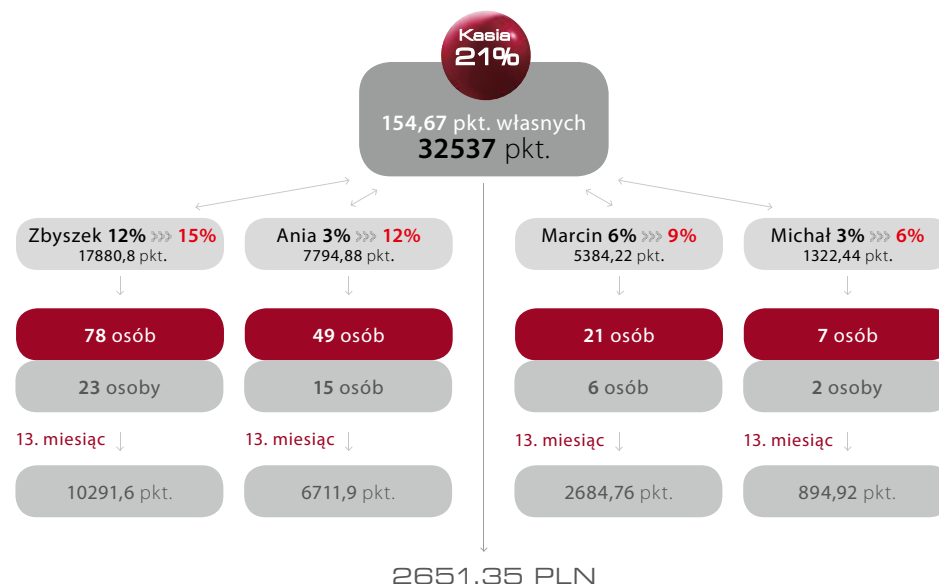 Kasia
21%
154,67 pkt. własnych
32537 pkt.
Zbyszek 12% »» 15%
17880,8 pkt.
Ania 3% »» 12%
7794,88 pkt.
Marcin 6% »» 9%
5384,22 pkt.
Michał 3% »» 6%
1322,44 pkt.
78 osób
49 osób
21 osób
7 osób
23 osoby
15 osób
6 osób
2 osoby
13. miesiąc
13. miesiąc
13. miesiąc
13. miesiąc
10291,6 pkt.
6711,9 pkt.
2684,76 pkt.
894,92 pkt.
2651,35 PLN